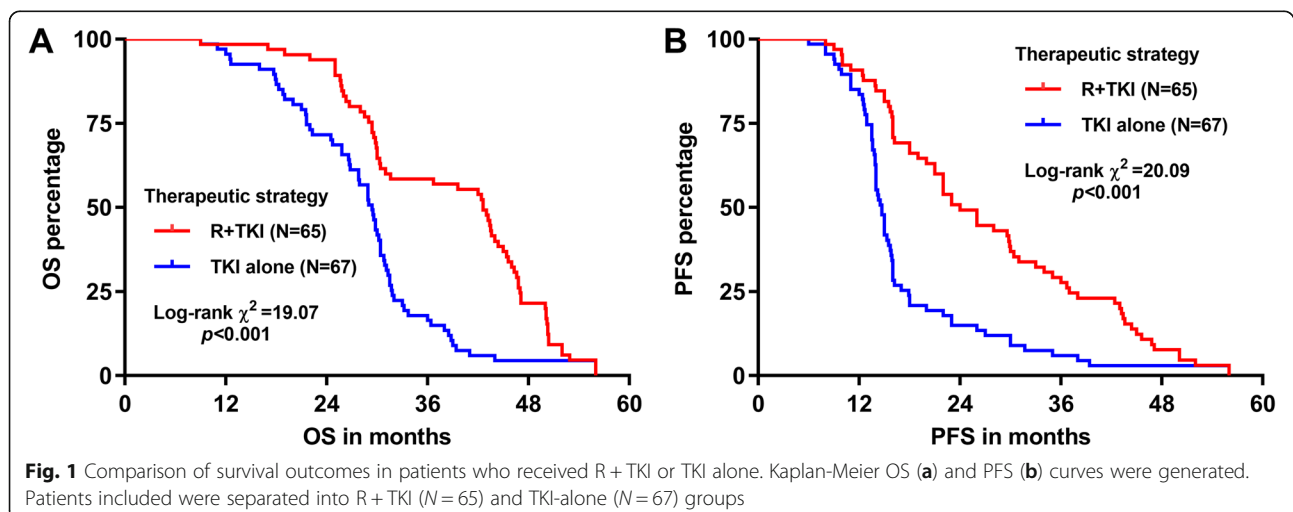 A
OS percentage
100
75
50
25
0
Therapeutic strategy
R+TKI (N=65)
TKI alone (N=67)
Log-rank χ² =19.07
p<0.001
0 12 24 36 48 60
OS in months
B
PFS percentage
100
75
50
25
0
Therapeutic strategy
R+TKI (N=65)
TKI alone (N=67)
Log-rank χ² =20.09
p<0.001
0 12 24 36 48 60
PFS in months
Fig. 1 Comparison of survival outcomes in patients who received R + TKI or TKI alone. Kaplan-Meier OS (a) and PFS (b) curves were generated.
Patients included were separated into R + TKI (N = 65) and TKI-alone (N = 67) groups